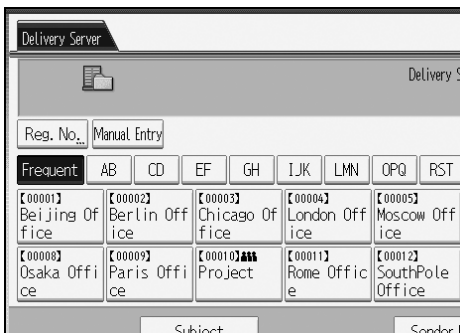 Delivery Server
Delivery S
Reg. No. Manual Entry
Frequent AB CD EF GH IJK LMN OPQ RST
【00001】 【00002】 【00003】 【00004】 【00005】
Beijing Of Berlin Off Chicago Of London Off Moscow Off
fice ice fice ice ice
【00008】 【00009】 【00010】 【00011】 【00012】
Osaka Offi Paris Offi Project Rome Offic SouthPole
ce ce e Office
Subject
Sender